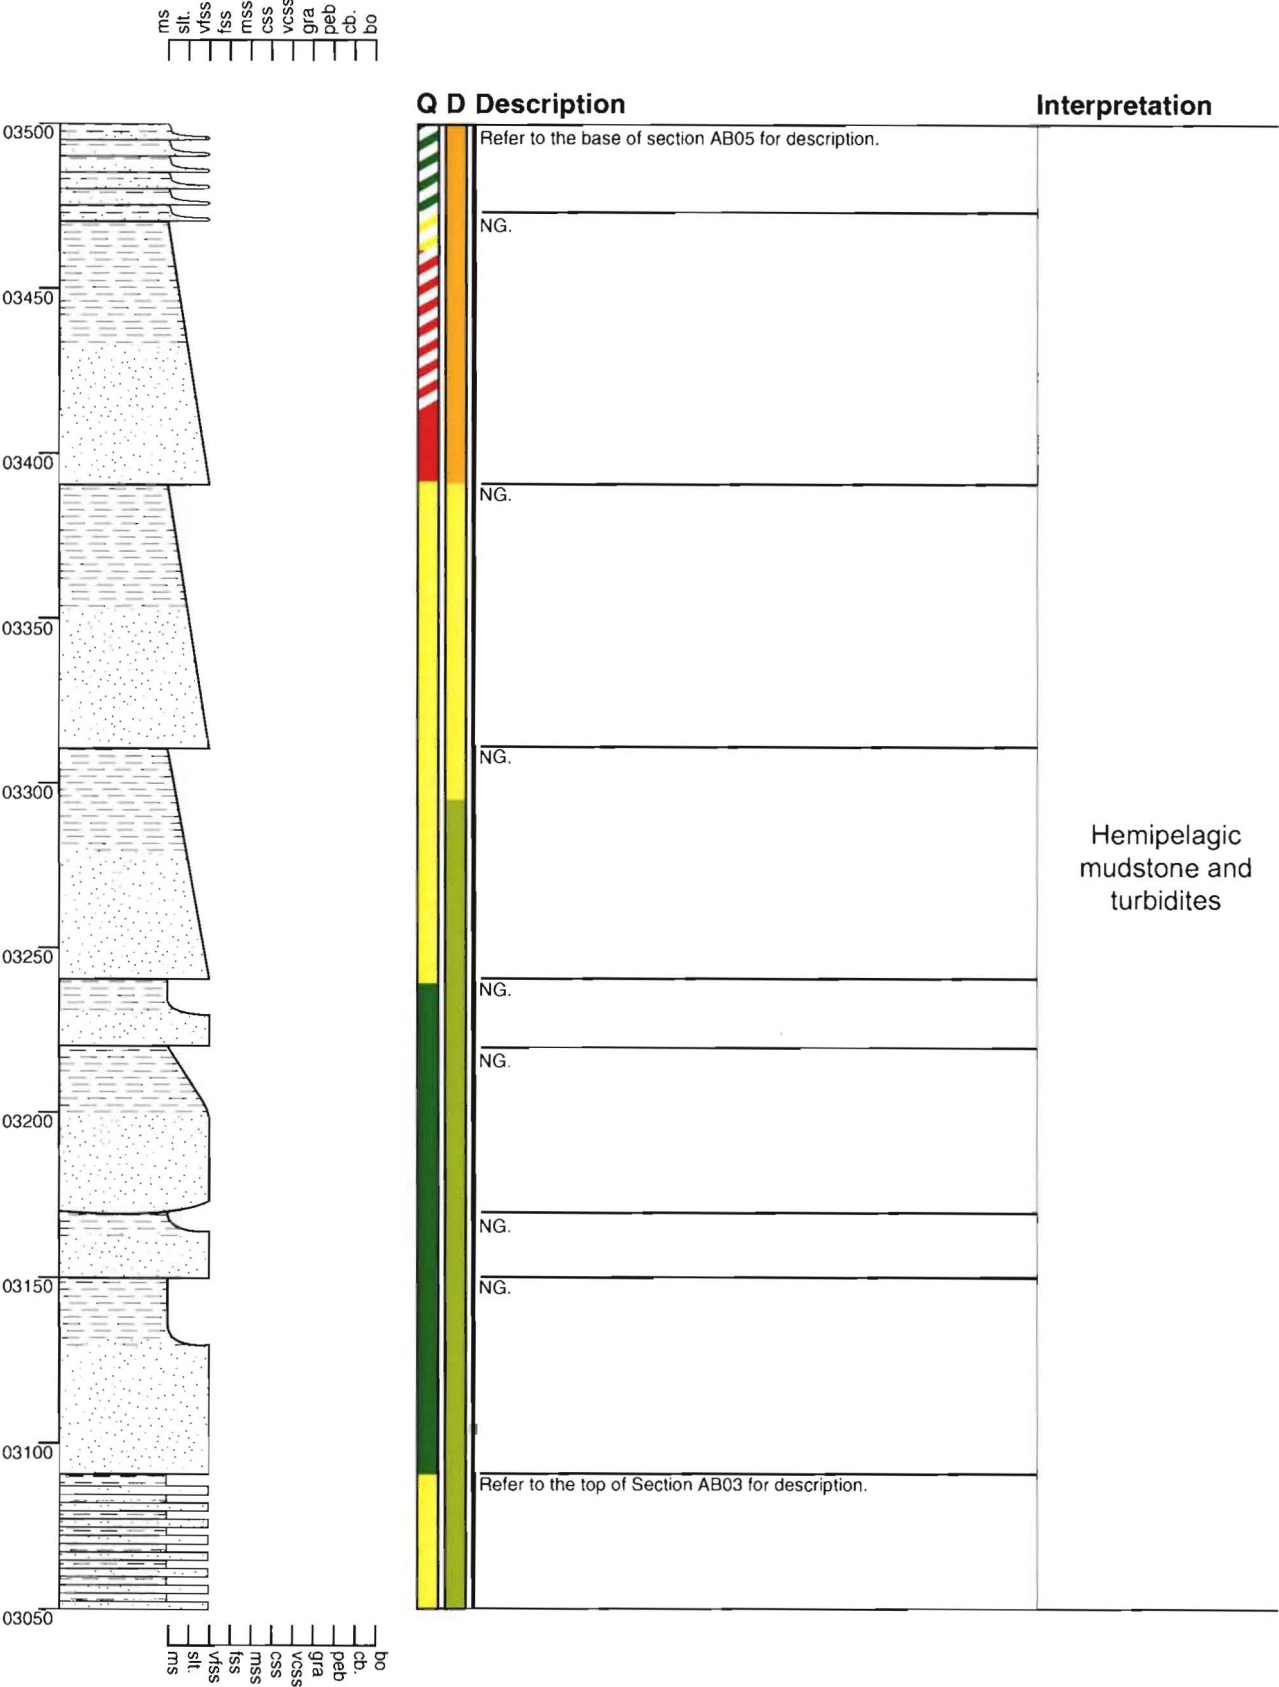 ms slt. vfss fss mss css vcss gra peb cb. bo
Q D Description Interpretation
03500
Refer to the base of section AB05 for description.
NG.
03450
03400
NG.
03350
NG.
03300
Hemipelagic
mudstone and
turbidites
03250
NG.
NG.
03200
NG.
03150
NG.
03100
Refer to the top of Section AB03 for description.
03050
ms slt. vfss fss mss css vcss gra peb cb. bo